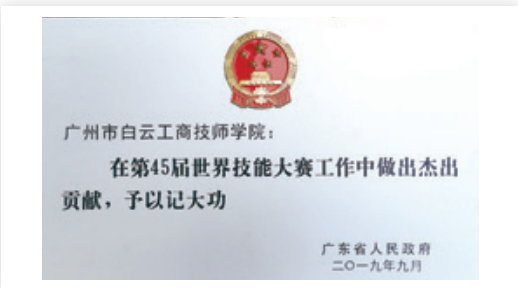 广州市白云工商技师学院：
在第45届世界技能大赛工作中做出杰出
贡献，予以记大功
广东省人民政府
二〇一九年九月